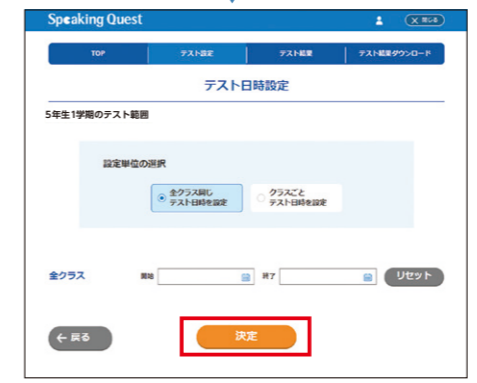 Speaking Quest
× 閉じる
TOP
テスト設定
テスト結果
テスト結果ダウンロード
テスト日時設定
5年生1学期のテスト範囲
設定単位の選択
全クラス同じ
テスト日時を設定
クラスごと
テスト日時を設定
全クラス 開始 終了 リセット
← 戻る
決定